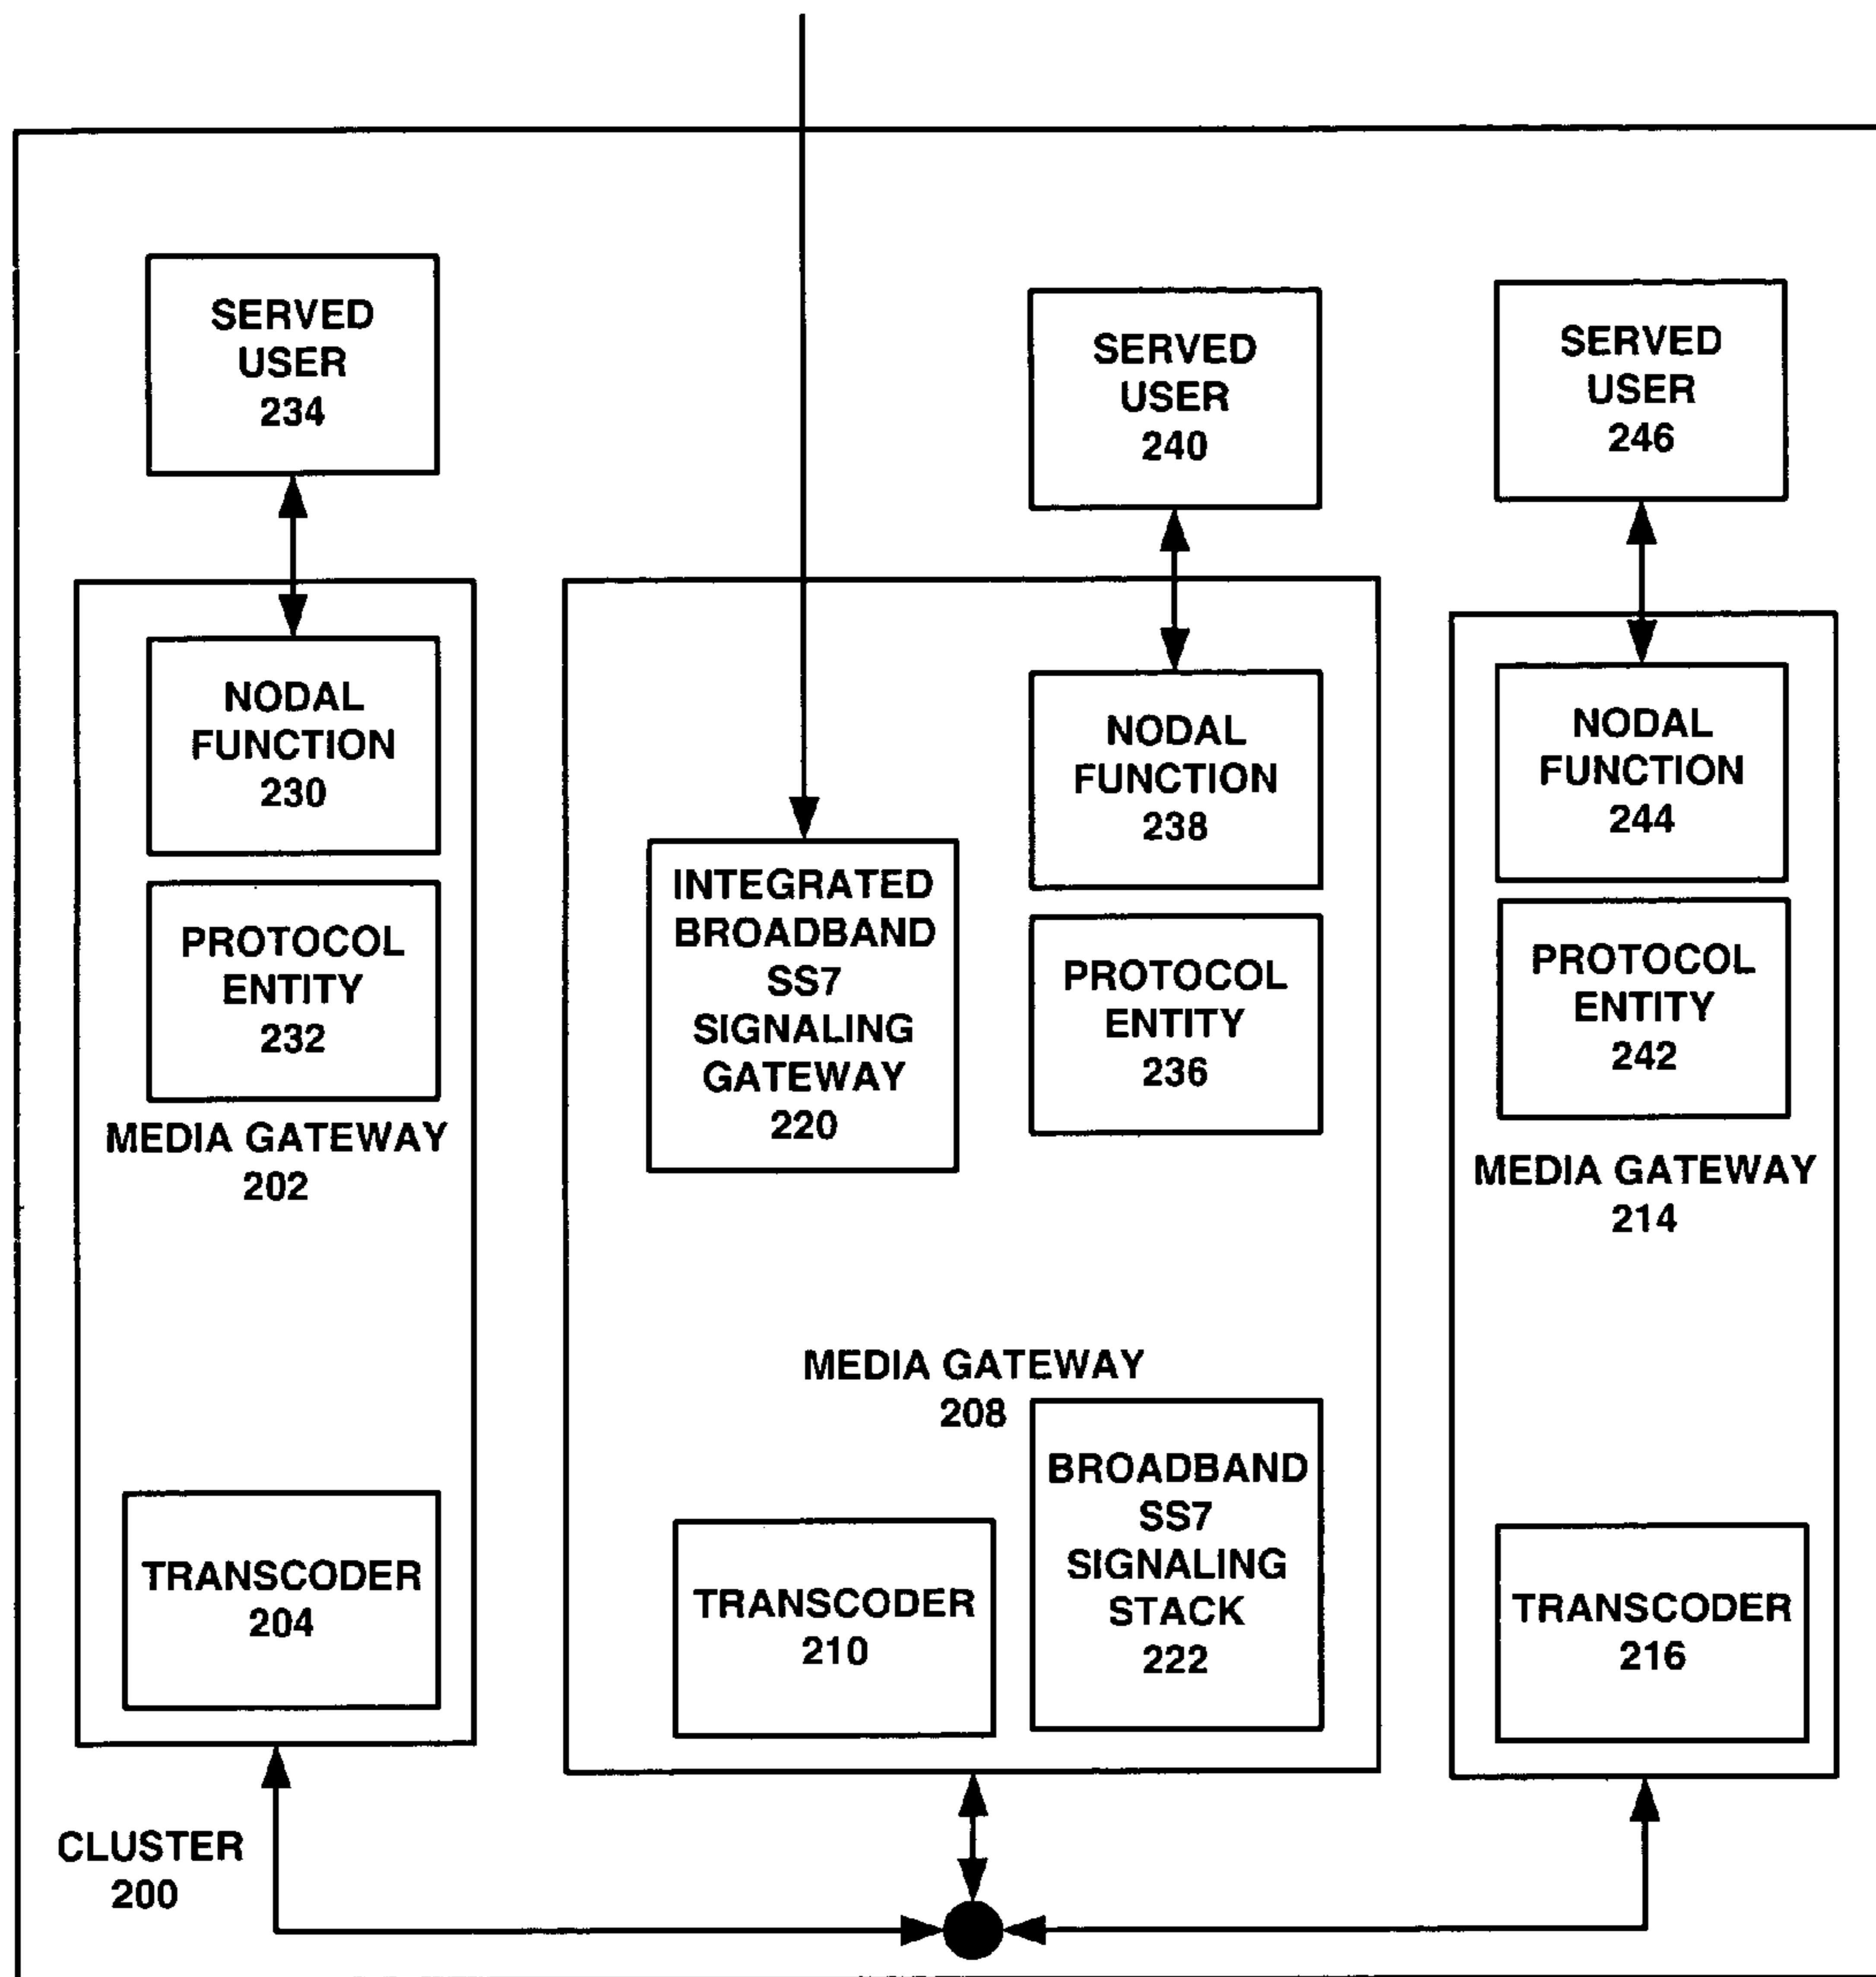 SERVED
USER
234
SERVED
USER
240
SERVED
USER
246
NODAL
FUNCTION
230
PROTOCOL
ENTITY
232
MEDIA GATEWAY
202
TRANSCODER
204
INTEGRATED
BROADBAND
SS7
SIGNALING
GATEWAY
220
NODAL
FUNCTION
238
PROTOCOL
ENTITY
236
MEDIA GATEWAY
208
TRANSCODER
210
BROADBAND
SS7
SIGNALING
STACK
222
NODAL
FUNCTION
244
PROTOCOL
ENTITY
242
MEDIA GATEWAY
214
TRANSCODER
216
CLUSTER
200